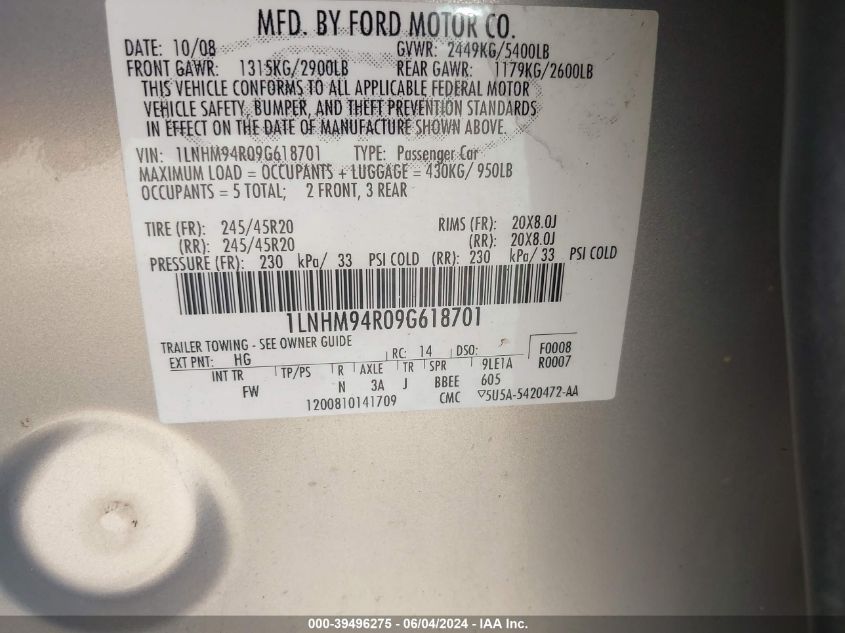 MFD. BY FORD MOTOR CO.
DATE: 10/08 GVWR: 2449KG/5400LB
FRONT GAWR: 1315KG/2900LB REAR GAWR: 1179KG/2600LB
THIS VEHICLE CONFORMS TO ALL APPLICABLE FEDERAL MOTOR
VEHICLE SAFETY, BUMPER, AND THEFT PREVENTION STANDARDS
IN EFFECT ON THE DATE OF MANUFACTURE SHOWN ABOVE.
VIN: 1LNHM94R09G618701 TYPE: Passenger Car
MAXIMUM LOAD = OCCUPANTS + LUGGAGE = 430KG/ 950LB
OCCUPANTS = 5 TOTAL; 2 FRONT, 3 REAR
TIRE (FR): 245/45R20 RIMS (FR): 20X8.0J
(RR): 245/45R20 (RR): 20X8.0J
PRESSURE (FR): 230 kPa/ 33 PSI COLD (RR): 230 kPa/ 33 PSI COLD
1LNHM94R09G618701
TRAILER TOWING - SEE OWNER GUIDE
EXT PNT: HG RC: 14 DSO: F0008
INT TR TP/PS R AXLE TR SPR 9LE1A R0007
FW N 3A J BBEE 605
1200810141709 CMC ▽5U5A-5420472-AA
000-39496275 - 06/04/2024 - IAA Inc.